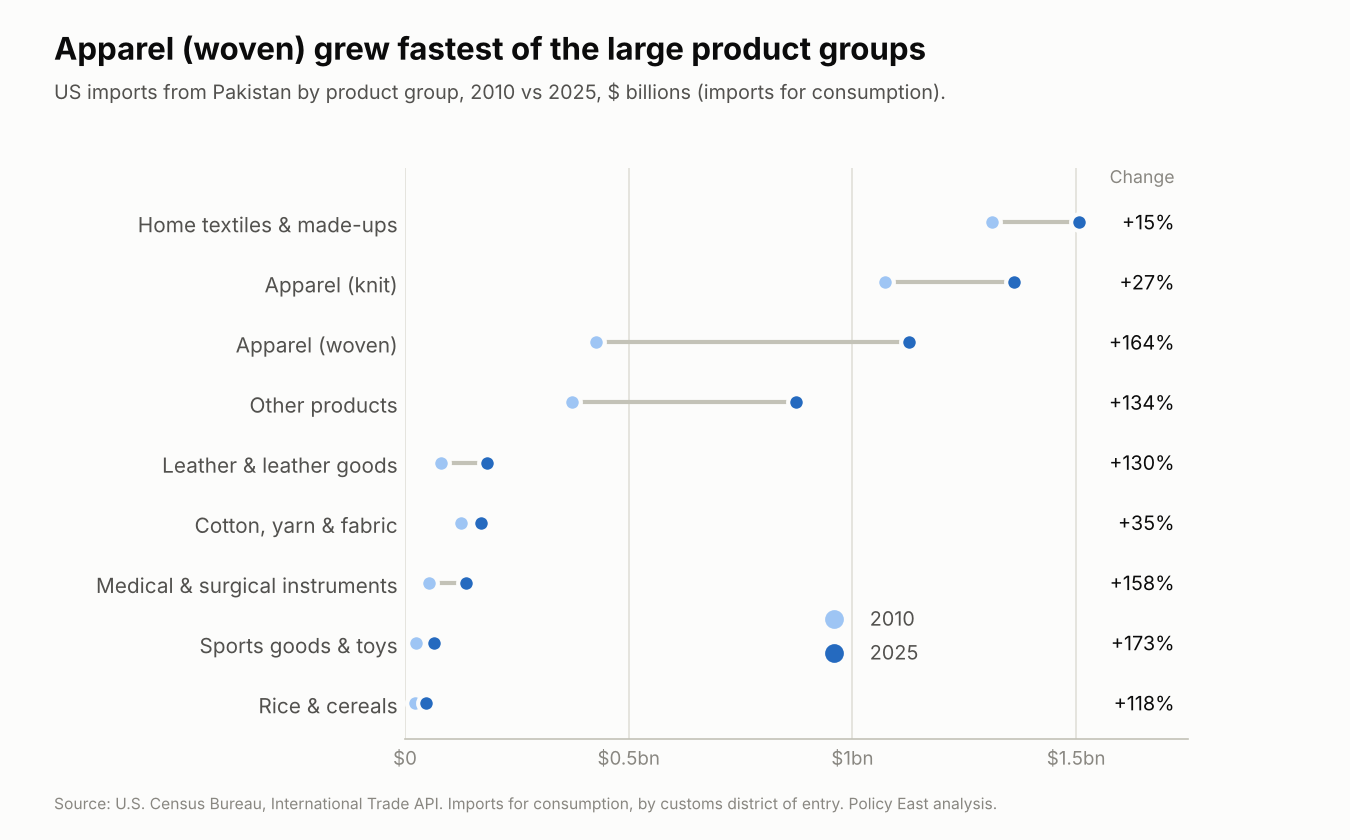 Apparel (woven) grew fastest of the large product groups
US imports from Pakistan by product group, 2010 vs 2025, $ billions (imports for consumption).
Change
Home textiles & made-ups +15%
Apparel (knit) +27%
Apparel (woven) +164%
Other products +134%
Leather & leather goods +130%
Cotton, yarn & fabric +35%
Medical & surgical instruments +158%
2010
Sports goods & toys +173%
2025
Rice & cereals +118%
$0 $0.5bn $1bn $1.5bn
Source: U.S. Census Bureau, International Trade API. Imports for consumption, by customs district of entry. Policy East analysis.